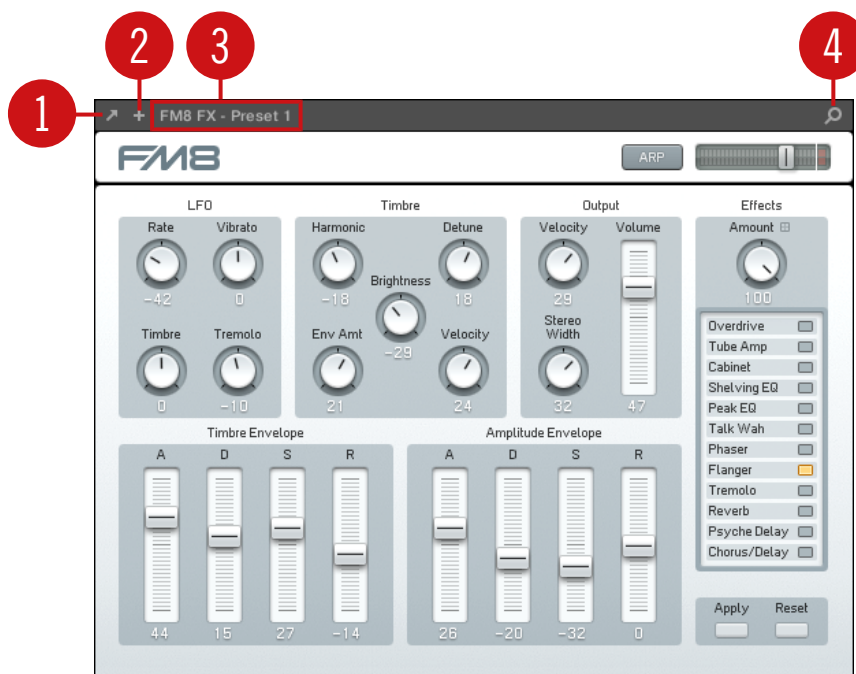 1 2 3 4
FM8 FX - Preset 1
FM8
ARP
LFO Timbre Output Effects
Rate Vibrato Harmonic Detune Velocity Volume Amount
-42 0 -18 18 29 100
Brightness
-29
Timbre Tremolo Env Amt Velocity Stereo Width
0 -10 21 24 32 47
Overdrive
Tube Amp
Cabinet
Shelving EQ
Peak EQ
Talk Wah
Phaser
Flanger
Tremolo
Reverb
Psyche Delay
Chorus/Delay
Timbre Envelope Amplitude Envelope
A D S R A D S R
44 15 27 -14 26 -20 -32 0
Apply Reset